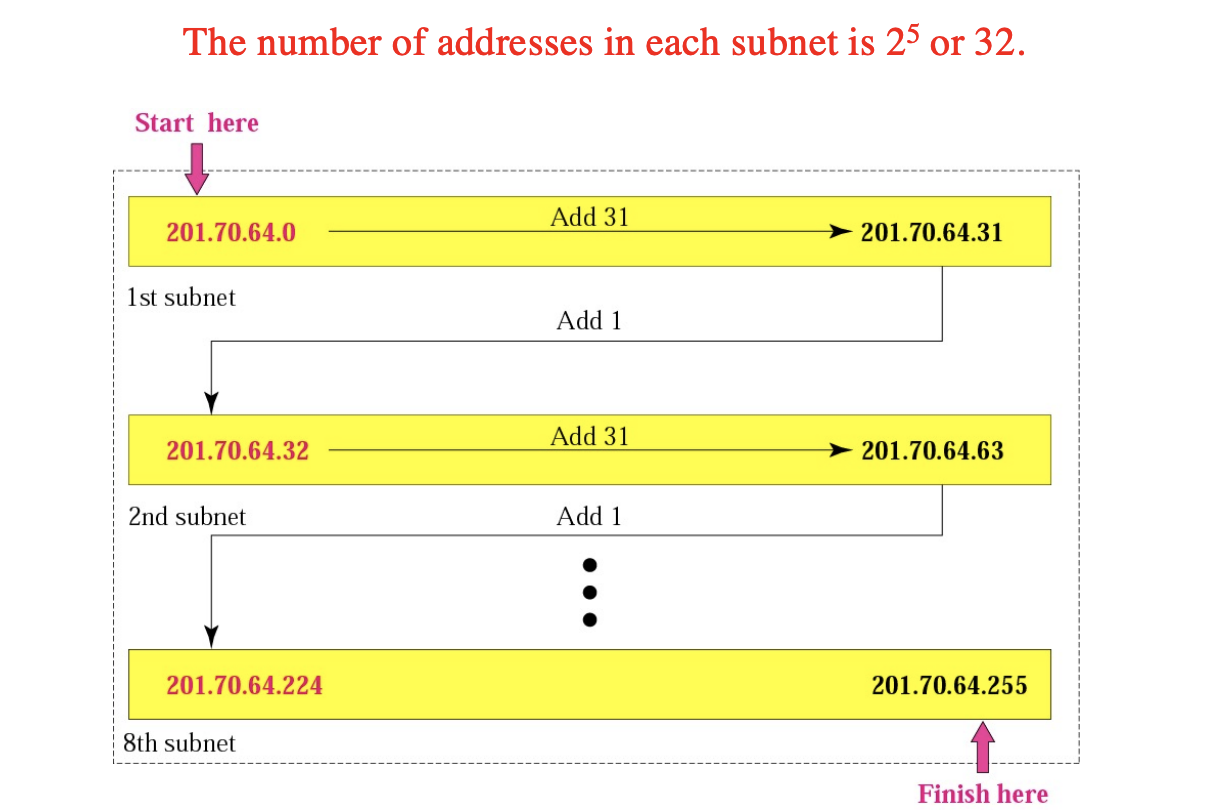 The number of addresses in each subnet is 2⁵ or 32.
Start here
201.70.64.0 Add 31 201.70.64.31
1st subnet
Add 1
201.70.64.32 Add 31 201.70.64.63
2nd subnet Add 1
201.70.64.224 201.70.64.255
8th subnet
Finish here